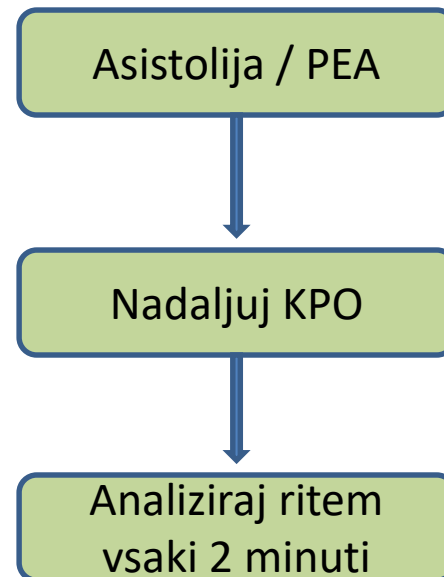 Asistolija / PEA
Nadaljuj KPO
Analiziraj ritem
vsaki 2 minuti